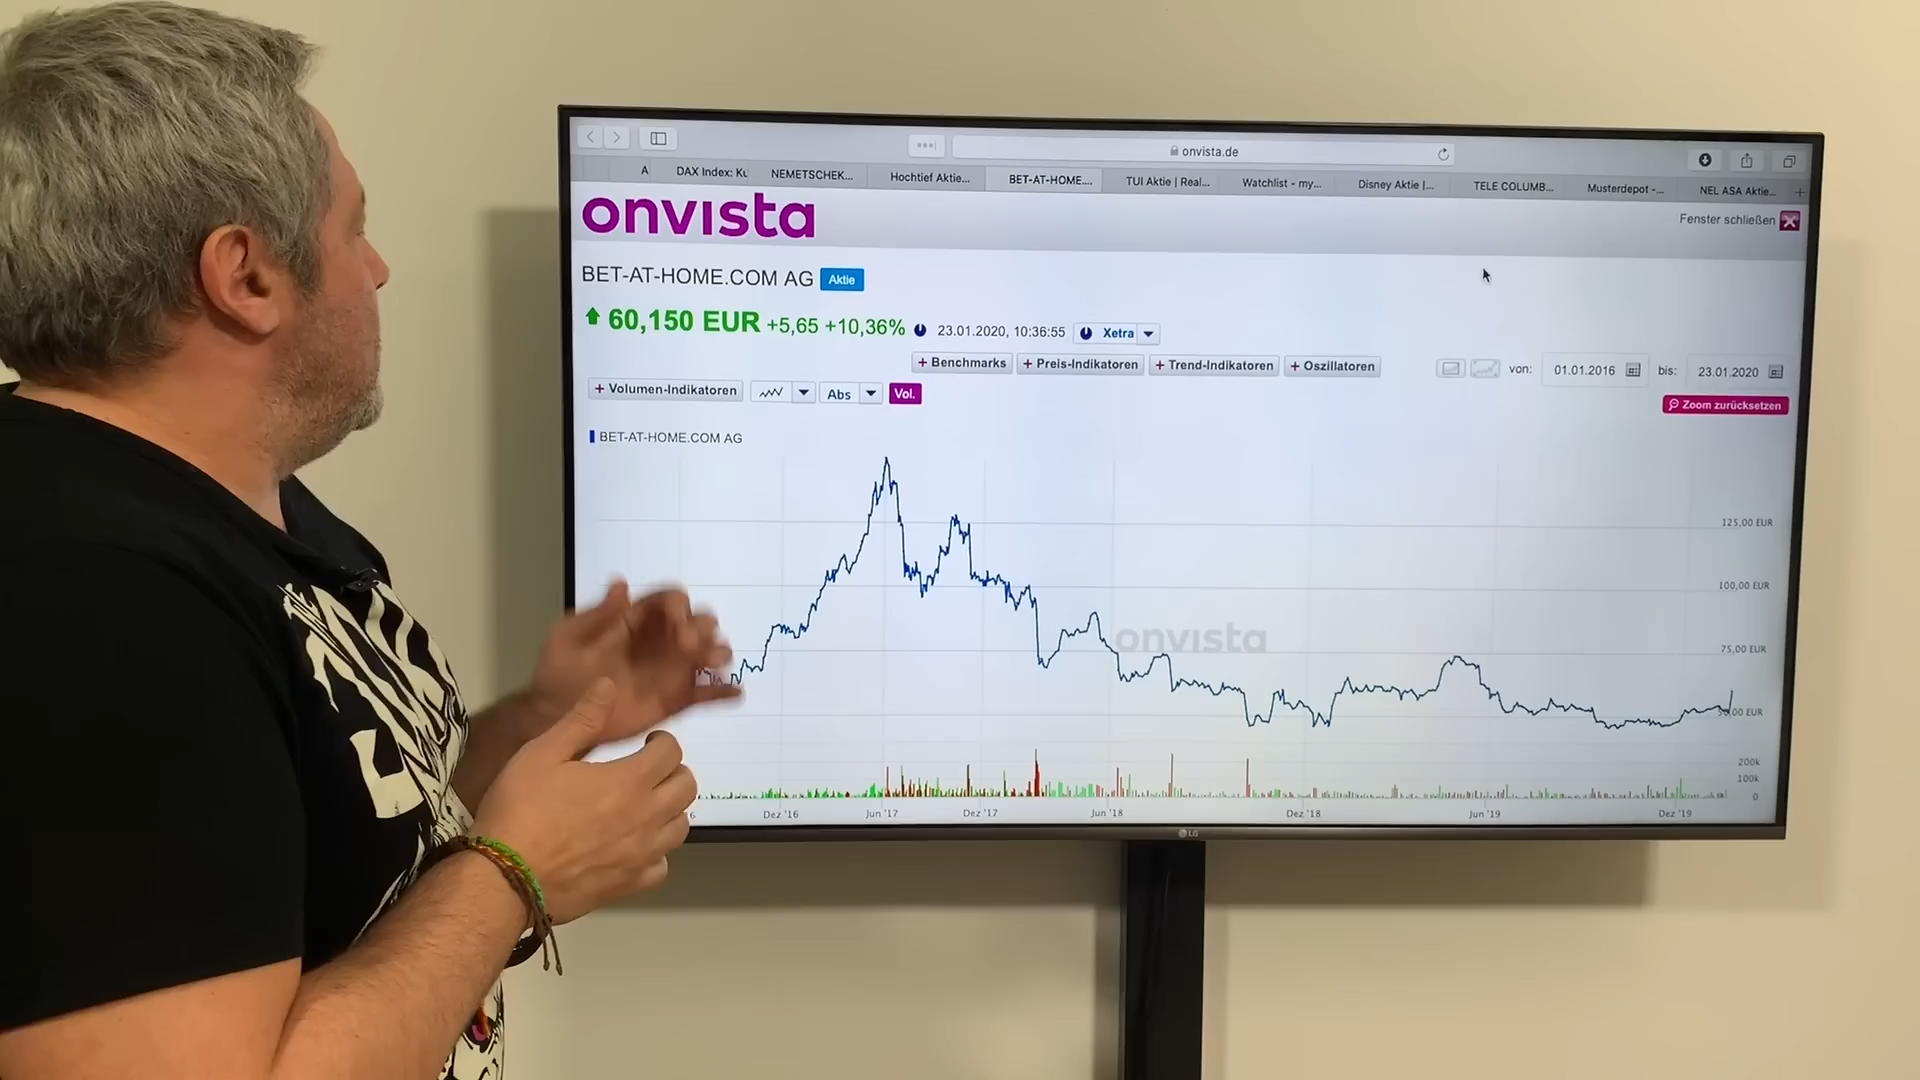 onvista.de
A
DAX Index: Ku
NEMETSCHEK...
Hochtief Aktie...
BET-AT-HOME....
TUI Aktie | Real...
Watchlist - my...
Disney Aktie |...
TELE COLUMB...
Musterdepot -...
NEL ASA Aktie...
onvista
Fenster schließen
BET-AT-HOME.COM AG Aktie
60,150 EUR +5,65 +10,36% 23.01.2020, 10:36:55 Xetra
+ Benchmarks + Preis-Indikatoren + Trend-Indikatoren + Oszillatoren von: 01.01.2016 bis: 23.01.2020
+ Volumen-Indikatoren Abs Vol.
Zoom zurücksetzen
BET-AT-HOME.COM AG
125,00 EUR
100,00 EUR
onvista
75,00 EUR
50,00 EUR
200k
100k
0
Dez '16 Jun '17 Dez '17 Jun '18 Dez '18 Jun '19 Dez '19
LG